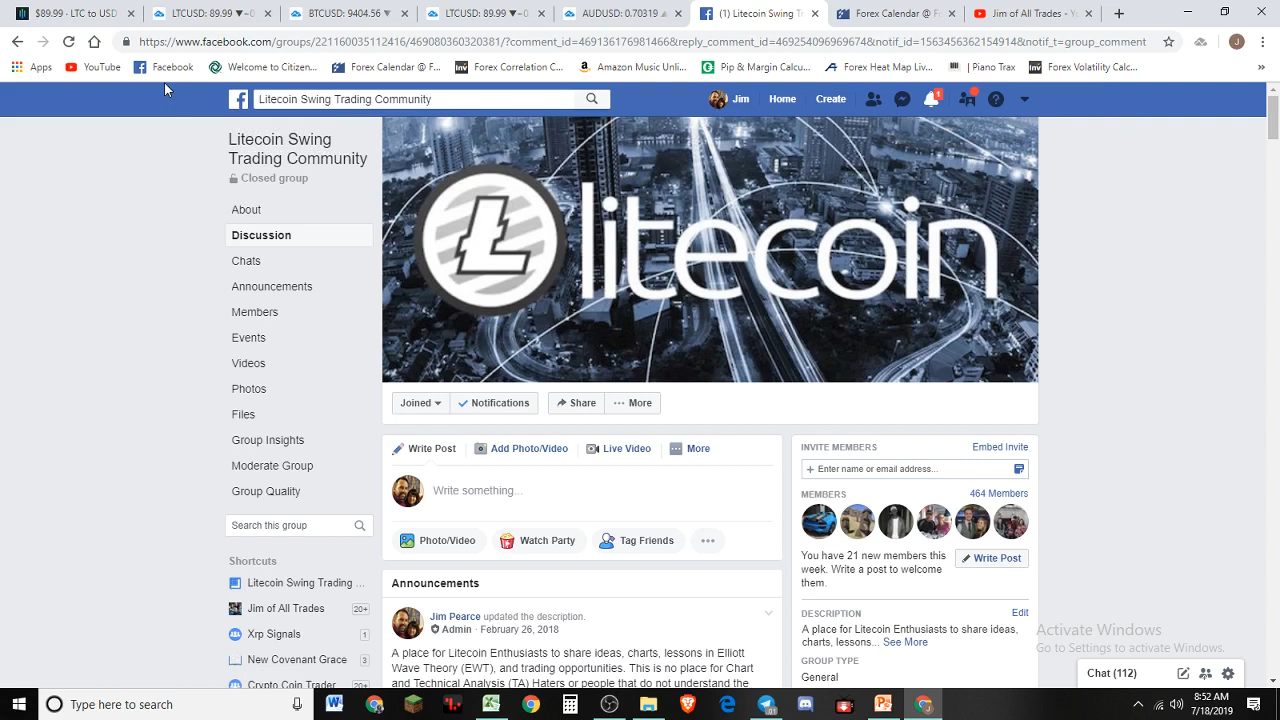 $89.99 - LTC to USD
LTCUSD: 89.99 ▼−0
BTCUSD: 9404.56 ▼
LTCUSD: 89.99 ▼−0
AUDUSD: 0.70319 ▲
(1) Litecoin Swing T
Forex Calendar @ F
Jim of All Trades - Yo
https://www.facebook.com/groups/221160035112416/469080360320381/?comment_id=469136776981466&reply_comment_id=469254096969674&notif_id=1563456362154914&notif_t=group_comment
J
Apps
YouTube
Facebook
Welcome to Citizen...
Forex Calendar @ F...
Forex Correlation C...
Amazon Music Unli...
Pip & Margin Calcu...
Forex Heat Map Liv...
Piano Trax
Forex Volatility Calc...
»
Litecoin Swing Trading Community
Jim
Home
Create
1
Litecoin Swing
Trading Community
Closed group
About
Discussion
Chats
Announcements
Members
Events
Videos
Photos
Files
Group Insights
Moderate Group
Group Quality
Search this group
Shortcuts
Litecoin Swing Trading ...
Jim of All Trades 20+
Xrp Signals 1
New Covenant Grace 3
Crypto Coin Trader 20+
litecoin
Joined
Notifications
Share
More
Write Post
Add Photo/Video
Live Video
More
Write something...
Photo/Video
Watch Party
Tag Friends
Announcements
Jim Pearce updated the description.
Admin · February 26, 2018
A place for Litecoin Enthusiasts to share ideas, charts, lessons in Elliott
Wave Theory (EWT), and trading opportunities. This is no place for Chart
and Technical Analysis (TA) Haters or people that do not understand the
INVITE MEMBERS
Embed Invite
Enter name or email address...
MEMBERS
464 Members
You have 21 new members this
week. Write a post to welcome
them.
Write Post
DESCRIPTION
Edit
A place for Litecoin Enthusiasts to share ideas,
charts, lessons... See More
GROUP TYPE
General
Activate Windows
Go to Settings to activate Windows.
Chat (112)
Type here to search
8:52 AM
7/18/2019